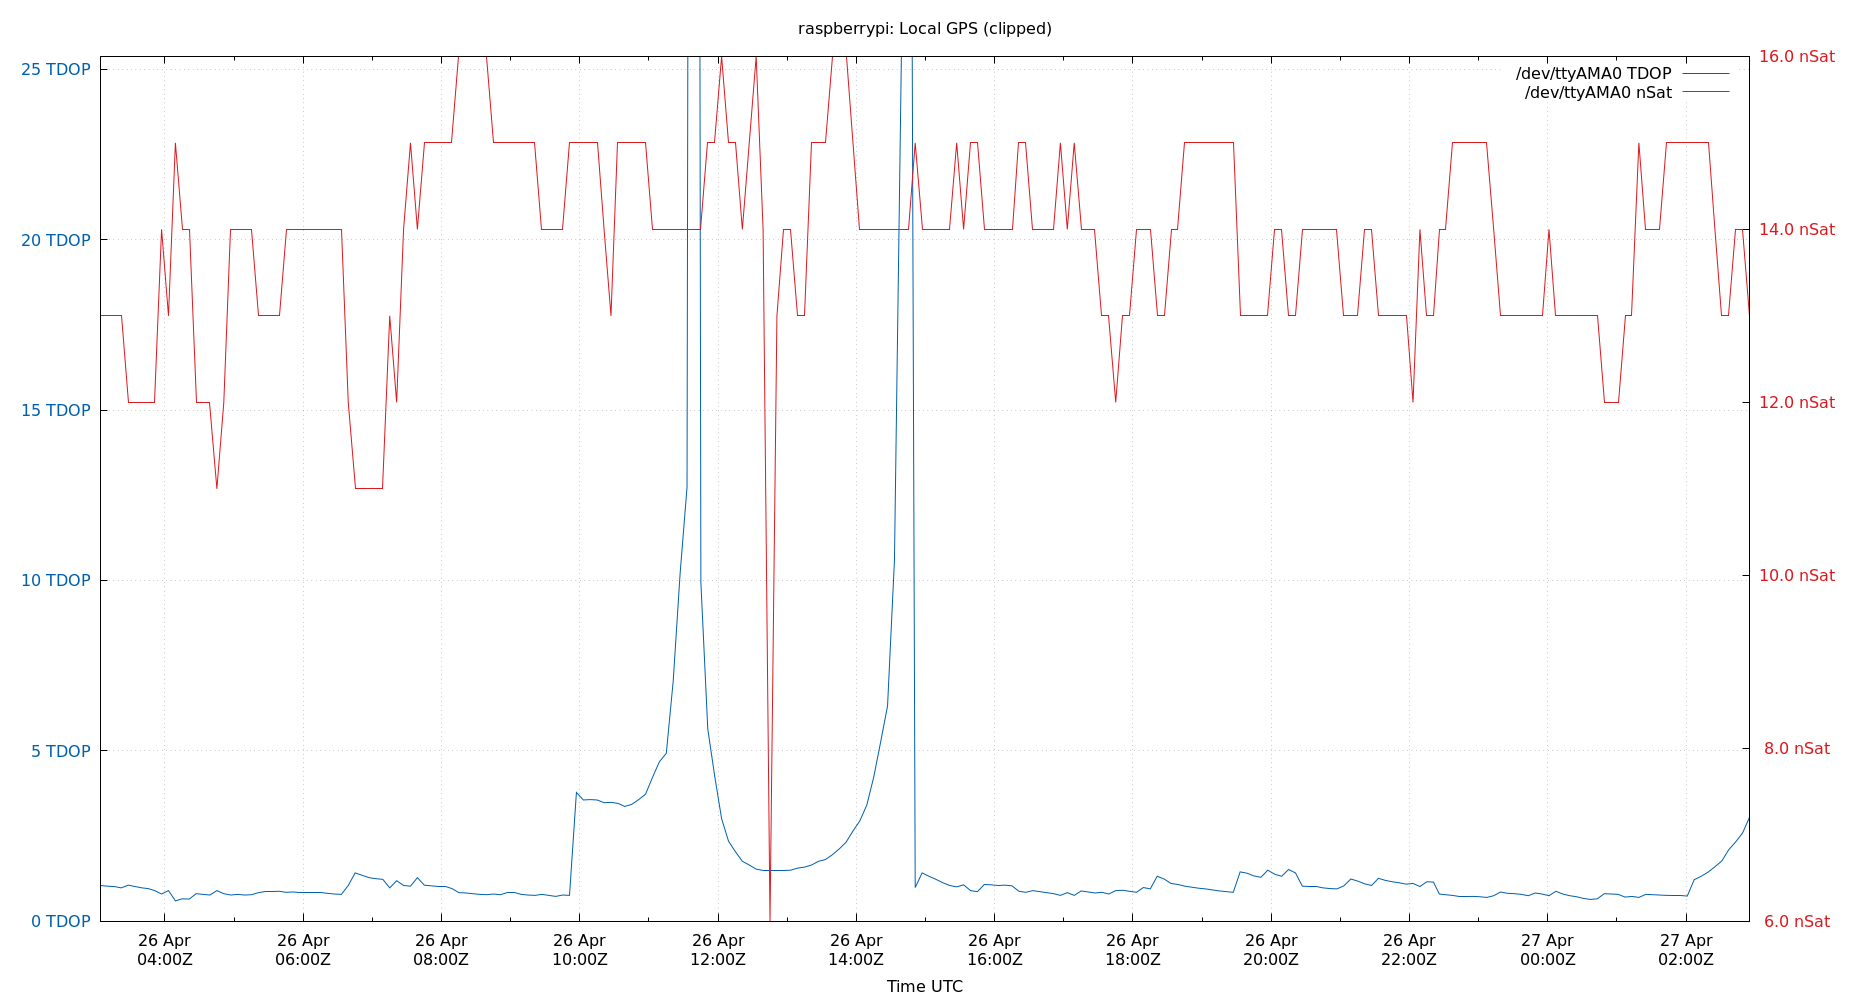 raspberrypi: Local GPS (clipped)
25 TDOP
20 TDOP
15 TDOP
10 TDOP
5 TDOP
0 TDOP
16.0 nSat
14.0 nSat
12.0 nSat
10.0 nSat
8.0 nSat
6.0 nSat
/dev/ttyAMA0 TDOP
/dev/ttyAMA0 nSat
26 Apr
04:00Z
26 Apr
06:00Z
26 Apr
08:00Z
26 Apr
10:00Z
26 Apr
12:00Z
26 Apr
14:00Z
26 Apr
16:00Z
26 Apr
18:00Z
26 Apr
20:00Z
26 Apr
22:00Z
27 Apr
00:00Z
27 Apr
02:00Z
Time UTC